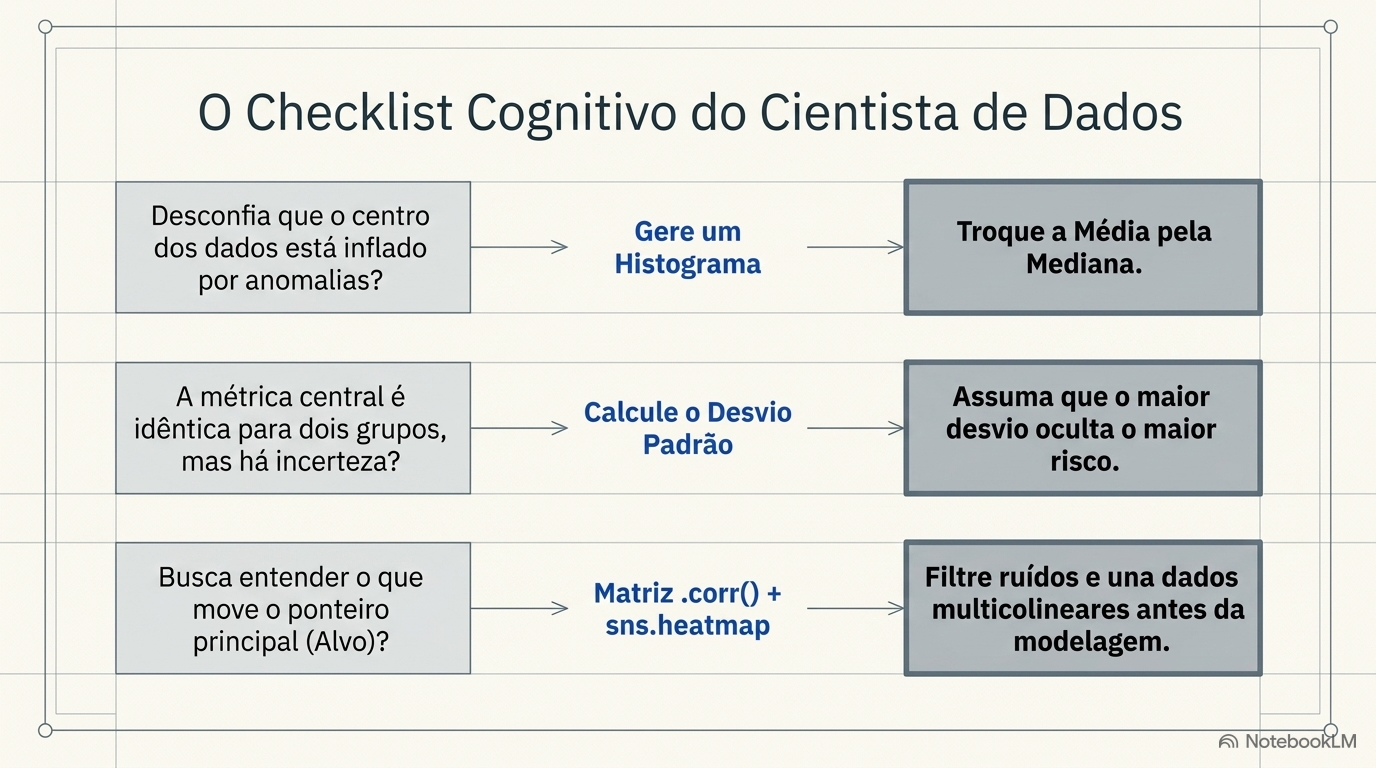 O Checklist Cognitivo do Cientista de Dados
Desconfia que o centro
dos dados está inflado
por anomalias?
Gere um
Histograma
Troque a Média pela
Mediana.
A métrica central é
idêntica para dois grupos,
mas há incerteza?
Calcule o Desvio
Padrão
Assuma que o maior
desvio oculta o maior
risco.
Busca entender o que
move o ponteiro
principal (Alvo)?
Matriz .corr() +
sns.heatmap
Filtre ruídos e una dados
multicolineares antes da
modelagem.
NotebookLM